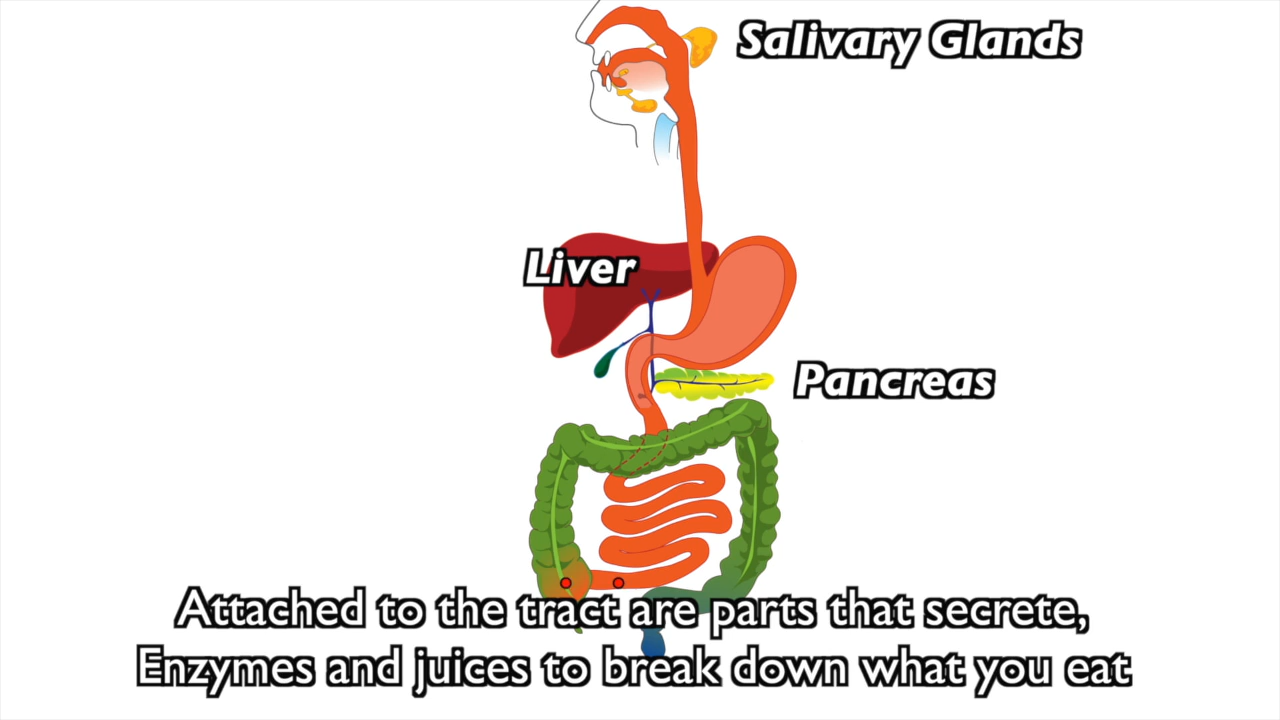 Salivary Glands
Liver
Pancreas
Attached to the tract are parts that secrete,
Enzymes and juices to break down what you eat